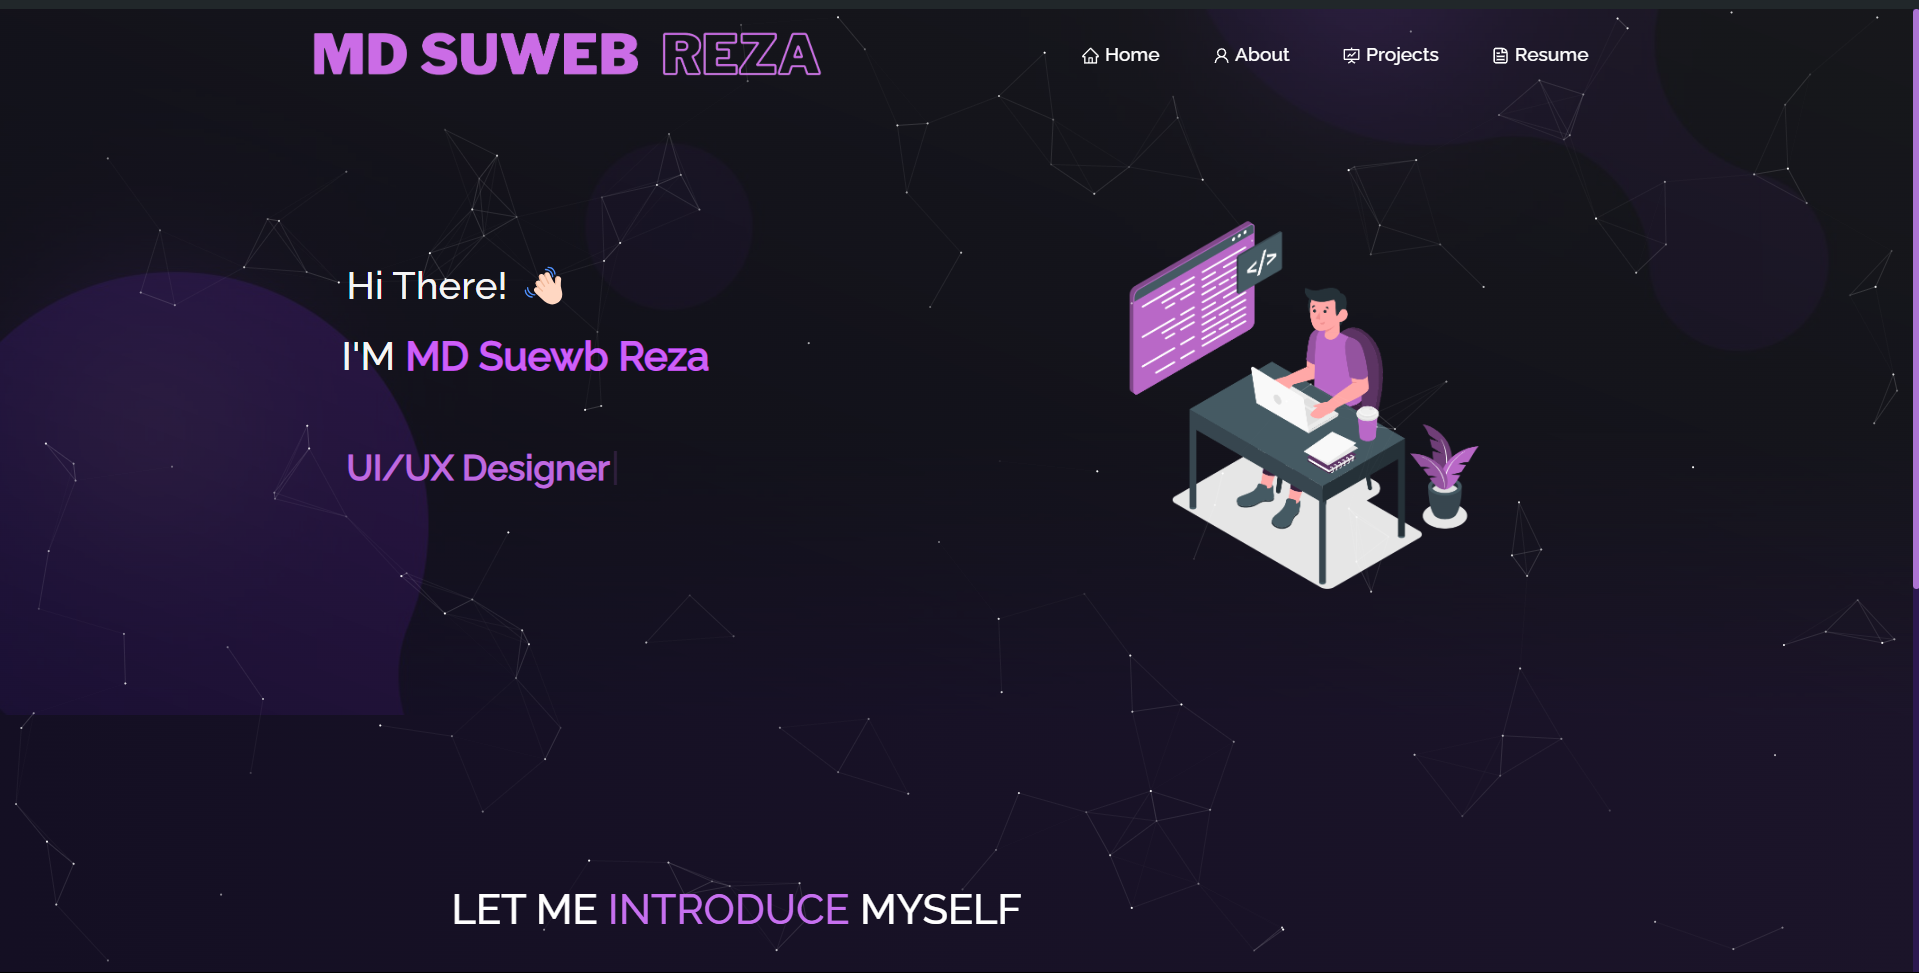 MD SUWEB REZA
Home About Projects Resume
</>
Hi There! 👋🏻
I'M MD Suewb Reza
UI/UX Designer
LET ME INTRODUCE MYSELF